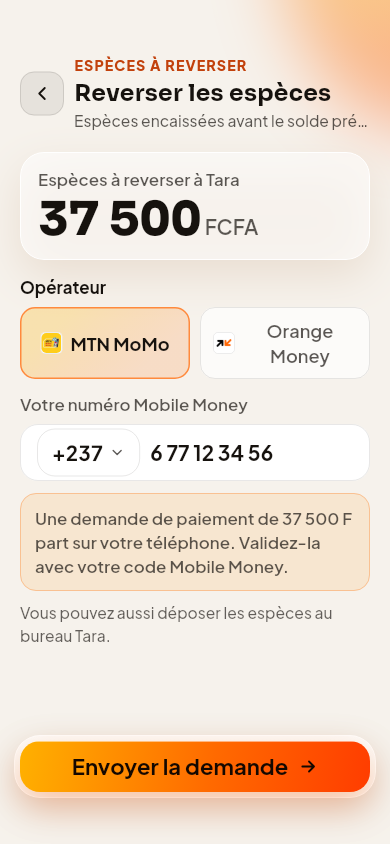 ESPÈCES À REVERSER
Reverser les espèces
Espèces encaissées avant le solde pré…
Espèces à reverser à Tara
37 500 FCFA
Opérateur
MTN MoMo
Orange
Money
Votre numéro Mobile Money
+237
6 77 12 34 56
Une demande de paiement de 37 500 F
part sur votre téléphone. Validez-la
avec votre code Mobile Money.
Vous pouvez aussi déposer les espèces au
bureau Tara.
Envoyer la demande →